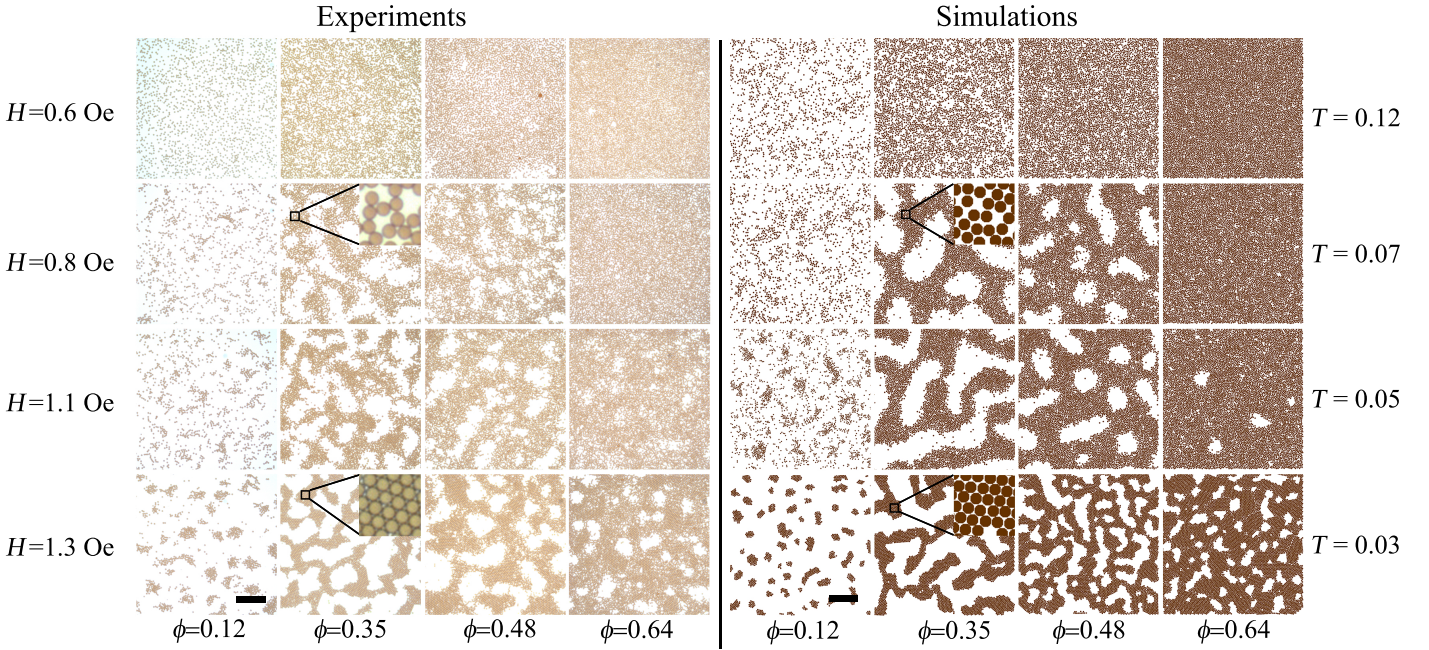 Experiments
Simulations
H=0.6 Oe
T = 0.12
H=0.8 Oe
T = 0.07
H=1.1 Oe
T = 0.05
H=1.3 Oe
T = 0.03
ϕ=0.12 ϕ=0.35 ϕ=0.48 ϕ=0.64
ϕ=0.12 ϕ=0.35 ϕ=0.48 ϕ=0.64